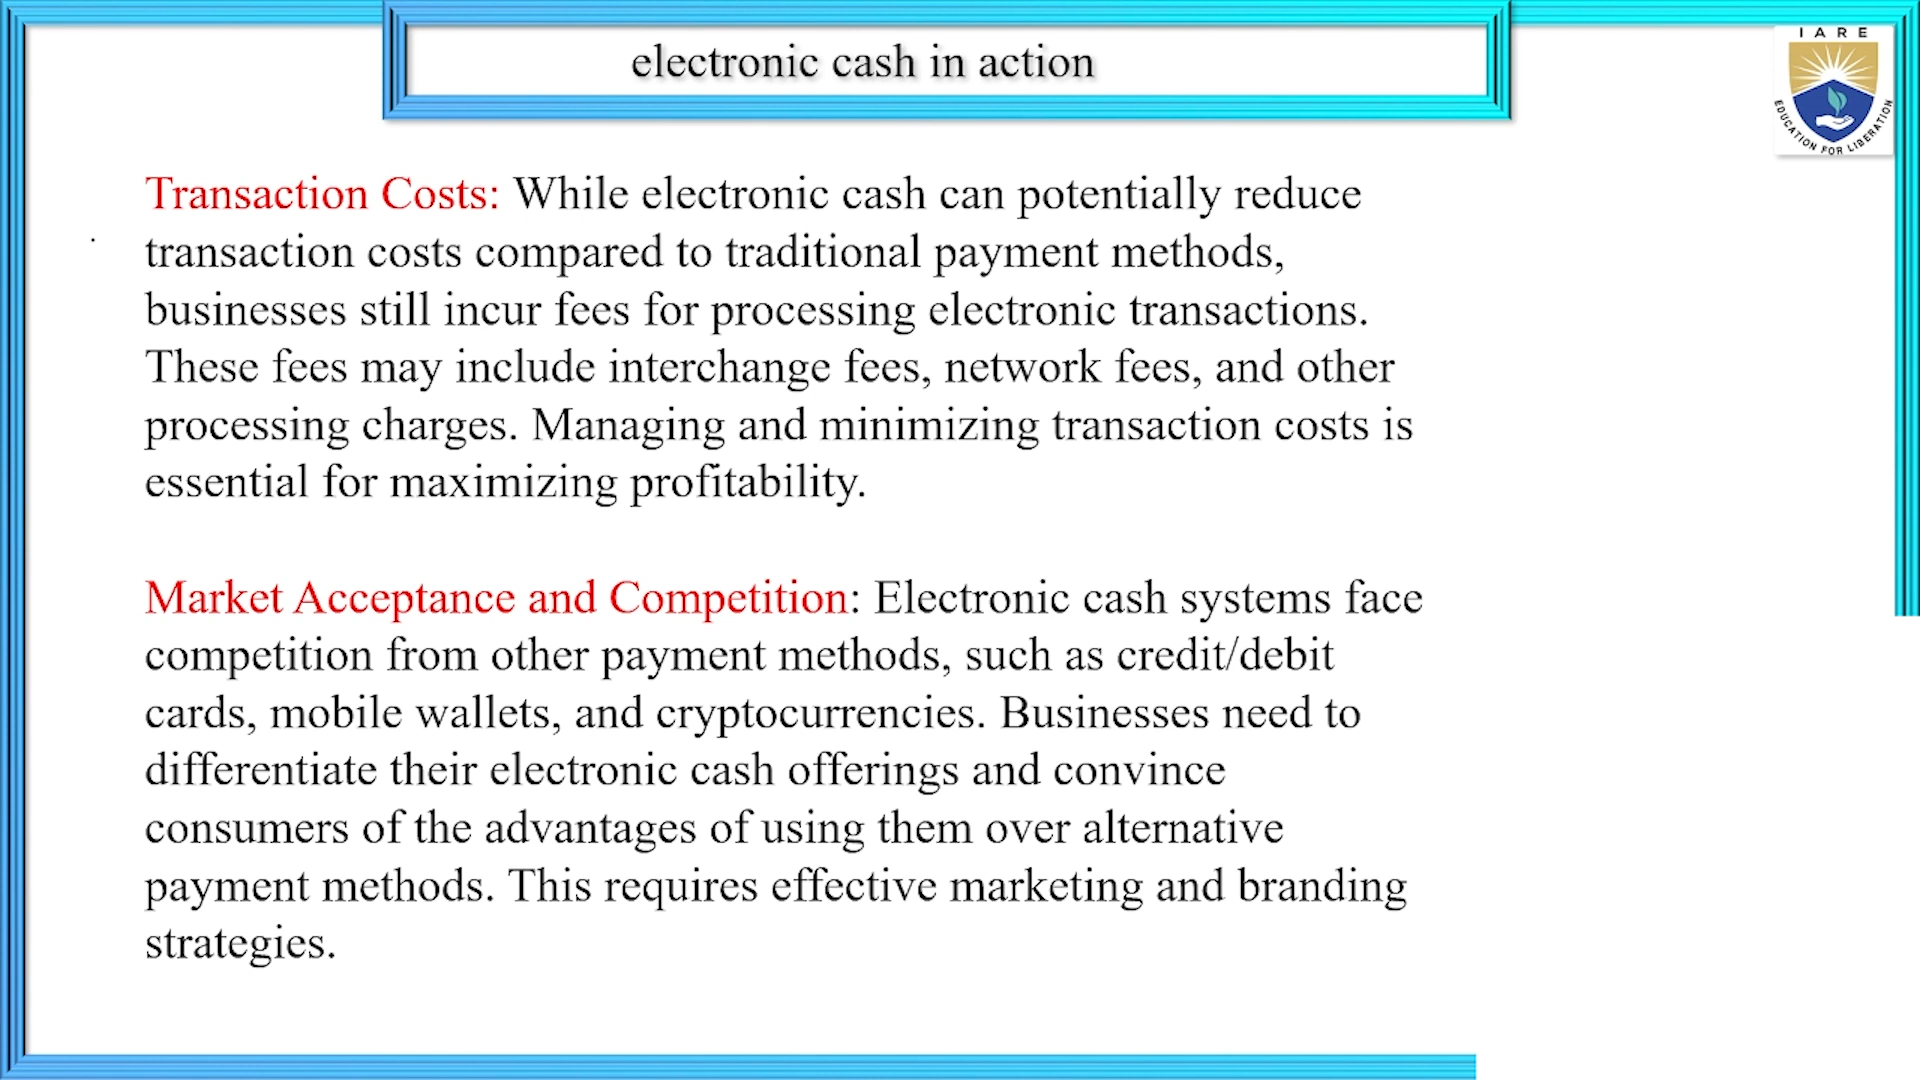 electronic cash in action
IARE
EDUCATION FOR LIBERATION
Transaction Costs: While electronic cash can potentially reduce
transaction costs compared to traditional payment methods,
businesses still incur fees for processing electronic transactions.
These fees may include interchange fees, network fees, and other
processing charges. Managing and minimizing transaction costs is
essential for maximizing profitability.
Market Acceptance and Competition: Electronic cash systems face
competition from other payment methods, such as credit/debit
cards, mobile wallets, and cryptocurrencies. Businesses need to
differentiate their electronic cash offerings and convince
consumers of the advantages of using them over alternative
payment methods. This requires effective marketing and branding
strategies.